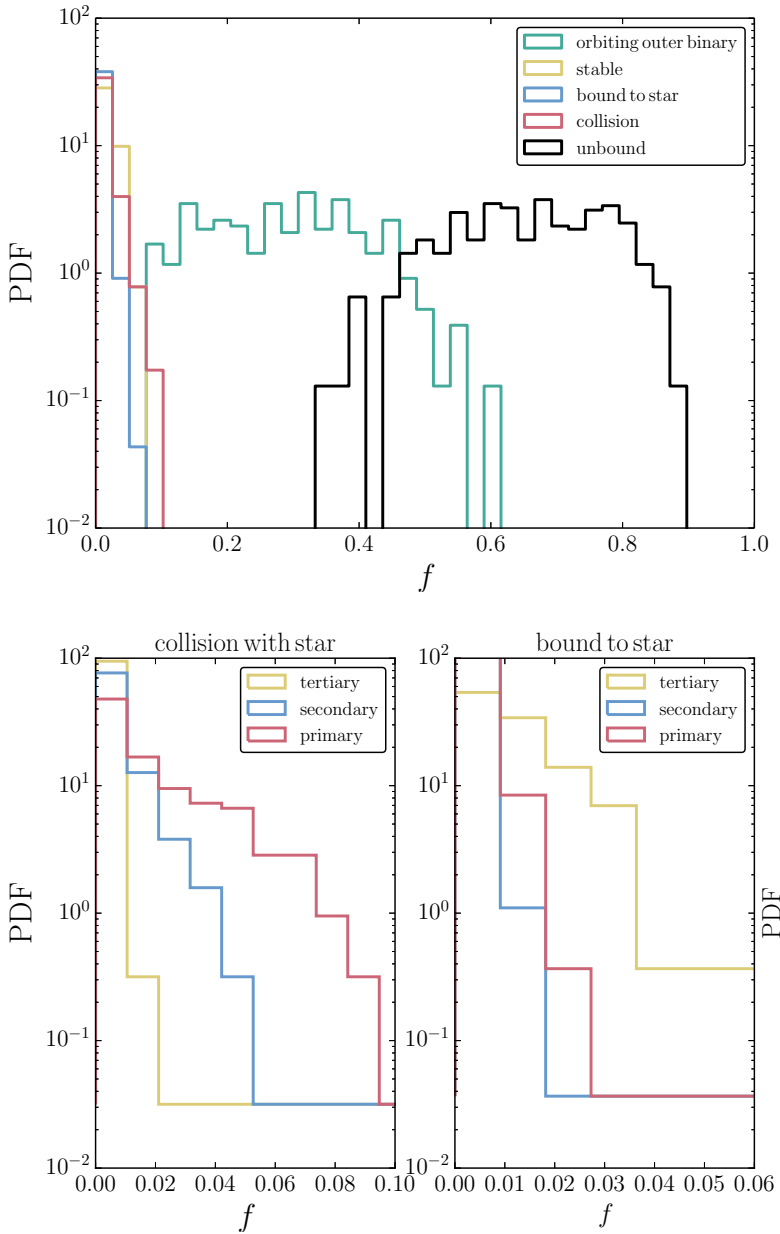 10^2
10^1
10^0
10^{-1}
10^{-2}
PDF
orbiting outer binary
stable
bound to star
collision
unbound
0.0 0.2 0.4 0.6 0.8 1.0
f
collision with star
10^2
10^1
10^0
10^{-1}
10^{-2}
PDF
tertiary
secondary
primary
0.00 0.02 0.04 0.06 0.08 0.10
f
bound to star
10^2
10^1
10^0
10^{-1}
10^{-2}
tertiary
secondary
primary
0.00 0.01 0.02 0.03 0.04 0.05 0.06
f
PDF